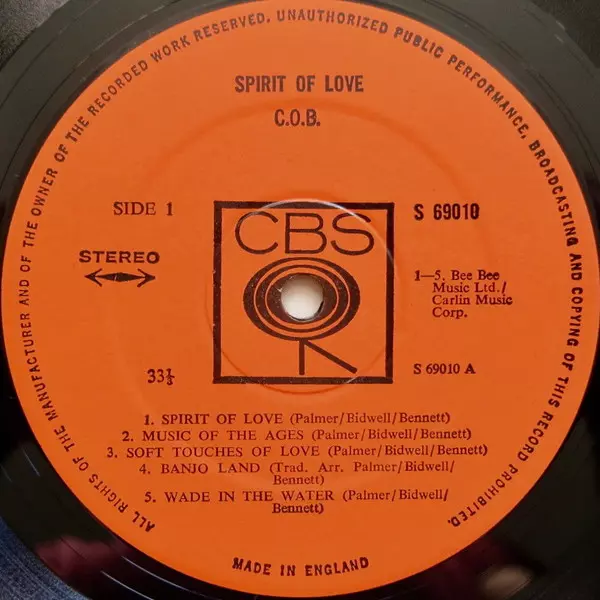 ALL RIGHTS OF THE MANUFACTURER AND OF THE OWNER OF THE RECORDED WORK RESERVED. UNAUTHORIZED PUBLIC PERFORMANCE, BROADCASTING AND COPYING OF THIS RECORD PROHIBITED.
SPIRIT OF LOVE
C.O.B.
SIDE 1
S 69010
CBS
STEREO
1—5. Bee Bee
Music Ltd./
Carlin Music
Corp.
33⅓
S 69010 A
1. SPIRIT OF LOVE (Palmer/Bidwell/Bennett)
2. MUSIC OF THE AGES (Palmer/Bidwell/Bennett)
3. SOFT TOUCHES OF LOVE (Palmer/Bidwell/Bennett)
4. BANJO LAND (Trad. Arr. Palmer/Bidwell/
Bennett)
5. WADE IN THE WATER (Palmer/Bidwell/
Bennett)
MADE IN ENGLAND